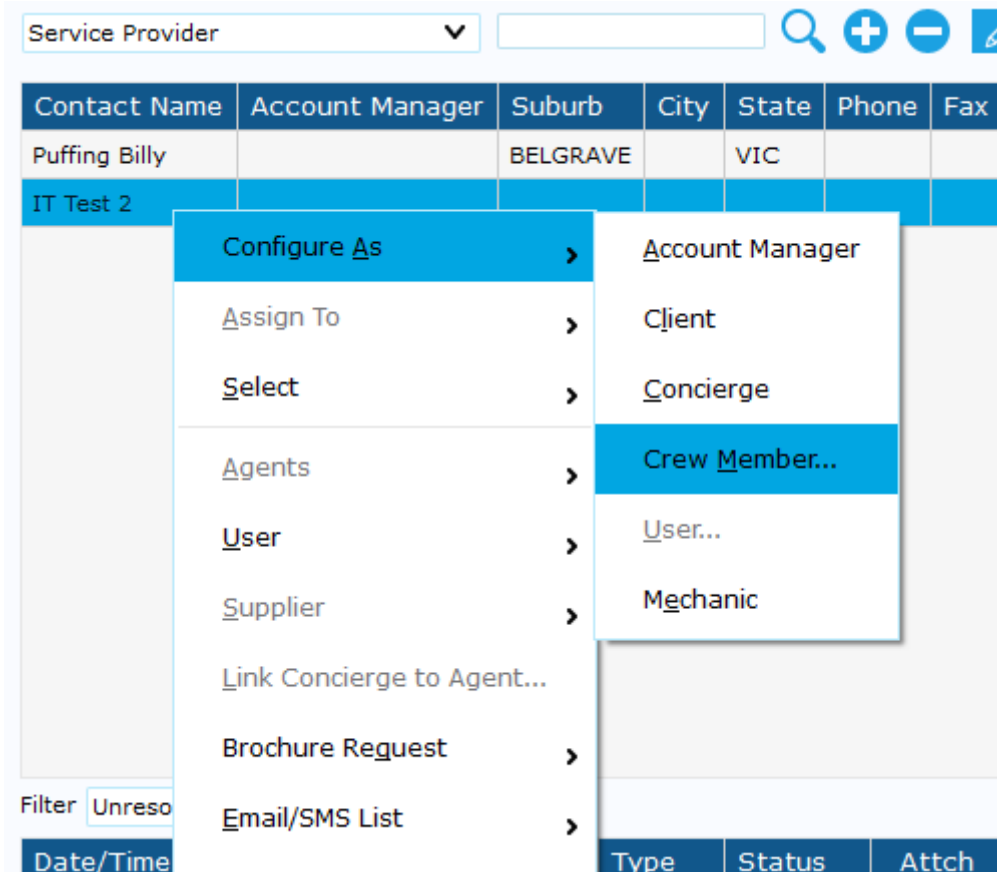 Service Provider
Contact Name Account Manager Suburb City State Phone Fax
Puffing Billy BELGRAVE VIC
IT Test 2
Configure As
Assign To
Select
Agents
User
Supplier
Link Concierge to Agent...
Brochure Request
Email/SMS List
Account Manager
Client
Concierge
Crew Member...
User...
Mechanic
Filter Unreso
Date/Time Type Status Attch